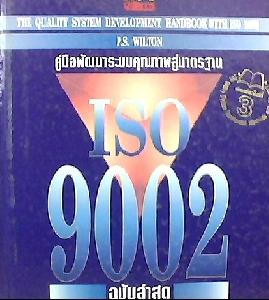 THE QUALITY SYSTEM DEVELOPMENT HANDBOOK WITH ISO 9002
P.S. WILTON
คู่มือพัฒนาระบบคุณภาพสู่มาตรฐาน
3
ISO
9002
ฉบับล่าสุด